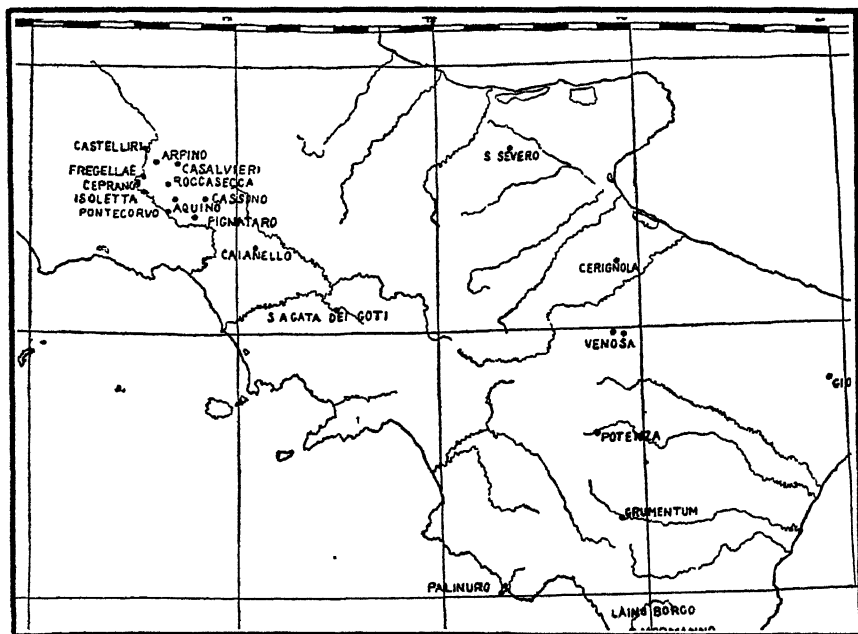 CASTELLIRI
ARPINO
CASALVIERI
FREGELLAE
CEPRANO
ROCCASECCA
ISOLETTA
CASSINO
PONTECORVO
AQUINO
PIGNATARO
CAIANELLO
S AGATA DEI GOTI
S SEVERO
CERIGNOLA
VENOSA
GIO
POTENZA
GRUMENTUM
PALINURO
LAINO BORGO